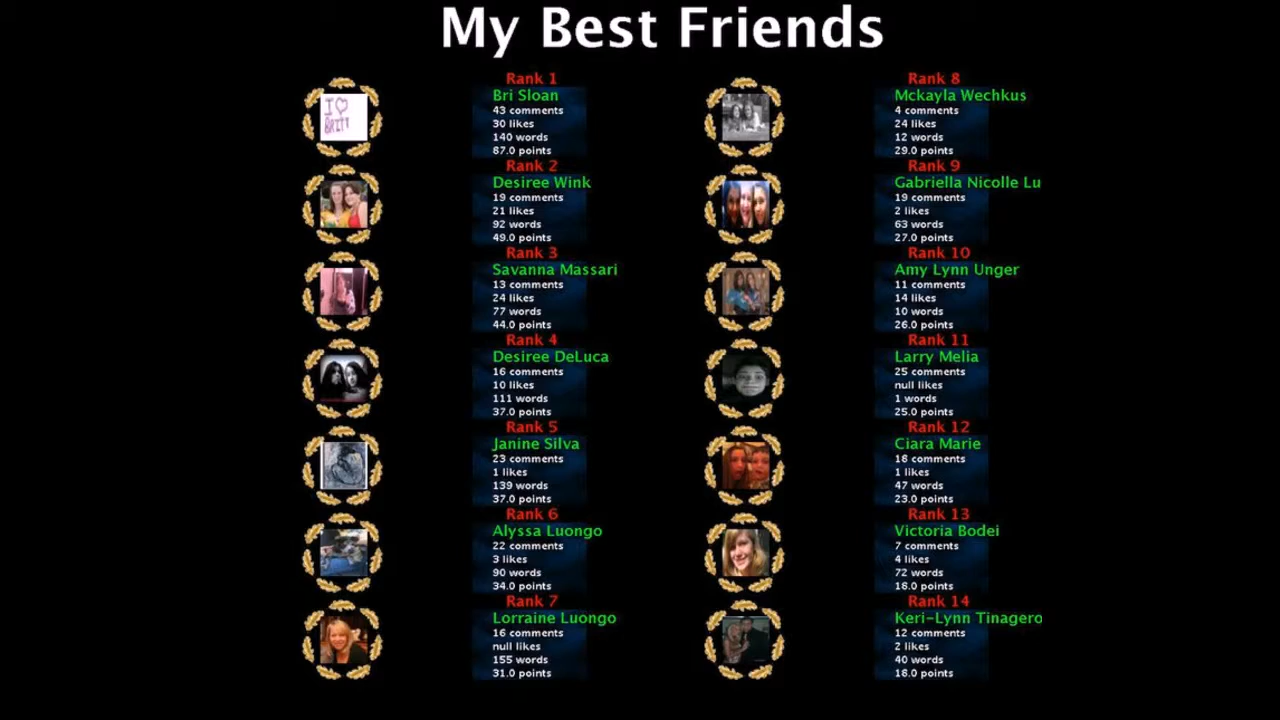 My Best Friends
Rank 1
I ♡
BRITT
Bri Sloan
43 comments
30 likes
140 words
67.0 points
Rank 2
Desiree Wink
19 comments
21 likes
92 words
49.0 points
Rank 3
Savanna Massari
13 comments
24 likes
77 words
44.0 points
Rank 4
Desiree DeLuca
16 comments
10 likes
111 words
37.0 points
Rank 5
Janine Silva
23 comments
1 likes
139 words
37.0 points
Rank 6
Alyssa Luongo
22 comments
3 likes
90 words
34.0 points
Rank 7
Lorraine Luongo
16 comments
null likes
155 words
31.0 points
Rank 8
Mckayla Wechkus
4 comments
24 likes
12 words
29.0 points
Rank 9
Gabriella Nicolle Lu
19 comments
2 likes
63 words
27.0 points
Rank 10
Amy Lynn Unger
11 comments
14 likes
10 words
26.0 points
Rank 11
Larry Melia
25 comments
null likes
1 words
25.0 points
Rank 12
Ciara Marie
18 comments
1 likes
47 words
23.0 points
Rank 13
Victoria Bodei
7 comments
4 likes
72 words
18.0 points
Rank 14
Keri-Lynn Tinagero
12 comments
2 likes
40 words
18.0 points